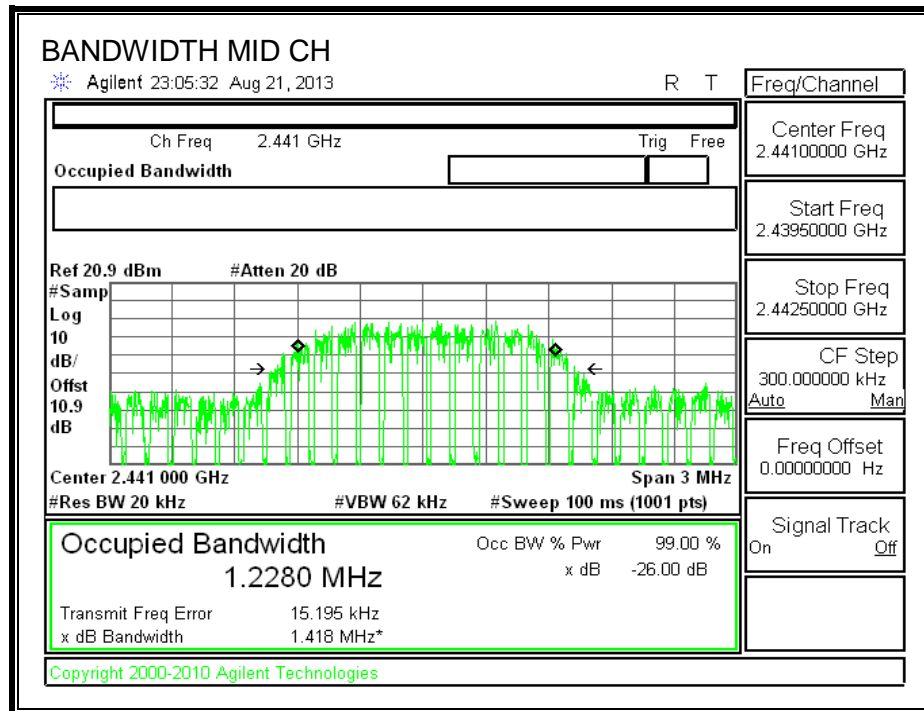 BANDWIDTH MID CH
Agilent 23:05:32 Aug 21, 2013 R T
Freq/Channel
Ch Freq 2.441 GHz Trig Free
Occupied Bandwidth
Center Freq
2.44100000 GHz
Start Freq
2.43950000 GHz
Stop Freq
2.44250000 GHz
CF Step
300.000000 kHz
Auto Man
Freq Offset
0.00000000 Hz
Signal Track
On Off
Ref 20.9 dBm #Atten 20 dB
#Samp
Log
10
dB/
Offst
10.9
dB
Center 2.441 000 GHz Span 3 MHz
#Res BW 20 kHz #VBW 62 kHz #Sweep 100 ms (1001 pts)
Occupied Bandwidth Occ BW % Pwr 99.00 %
1.2280 MHz x dB -26.00 dB
Transmit Freq Error 15.195 kHz
x dB Bandwidth 1.418 MHz*
Copyright 2000-2010 Agilent Technologies